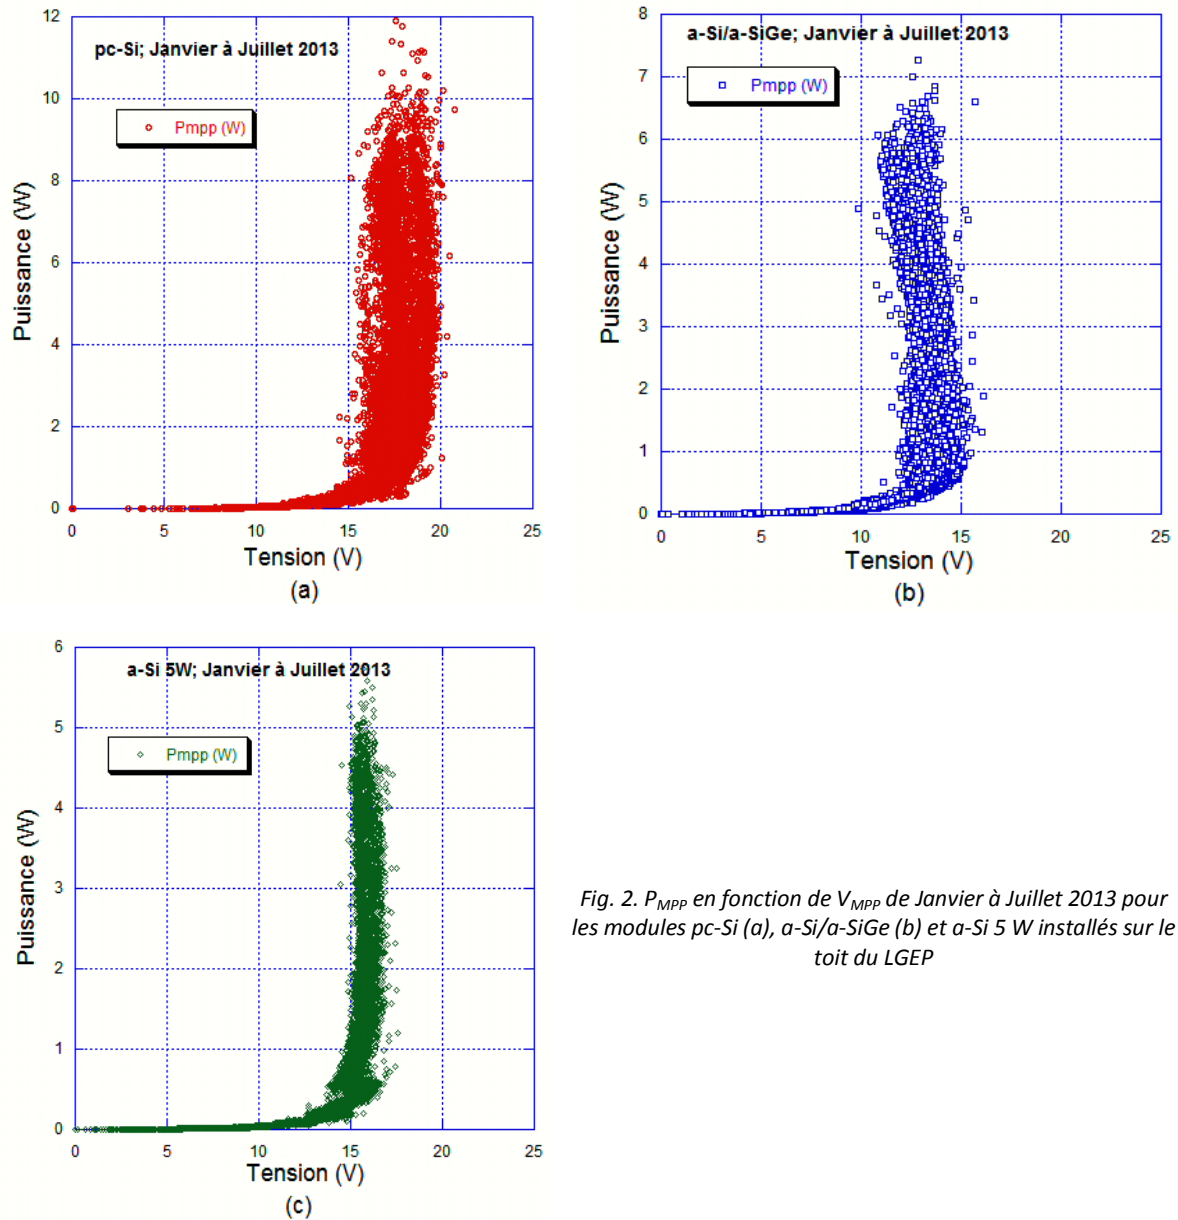 pc-Si; Janvier à Juillet 2013
Pmpp (W)
Puissance (W)
12
10
8
6
4
2
0
0 5 10 15 20 25
Tension (V)
(a)
a-Si/a-SiGe; Janvier à Juillet 2013
Pmpp (W)
Puissance (W)
8
7
6
5
4
3
2
1
0
0 5 10 15 20 25
Tension (V)
(b)
a-Si 5W; Janvier à Juillet 2013
Pmpp (W)
Puissance (W)
6
5
4
3
2
1
0
0 5 10 15 20 25
Tension (V)
(c)
Fig. 2. PMPP en fonction de VMPP de Janvier à Juillet 2013 pour
les modules pc-Si (a), a-Si/a-SiGe (b) et a-Si 5 W installés sur le
toit du LGEP